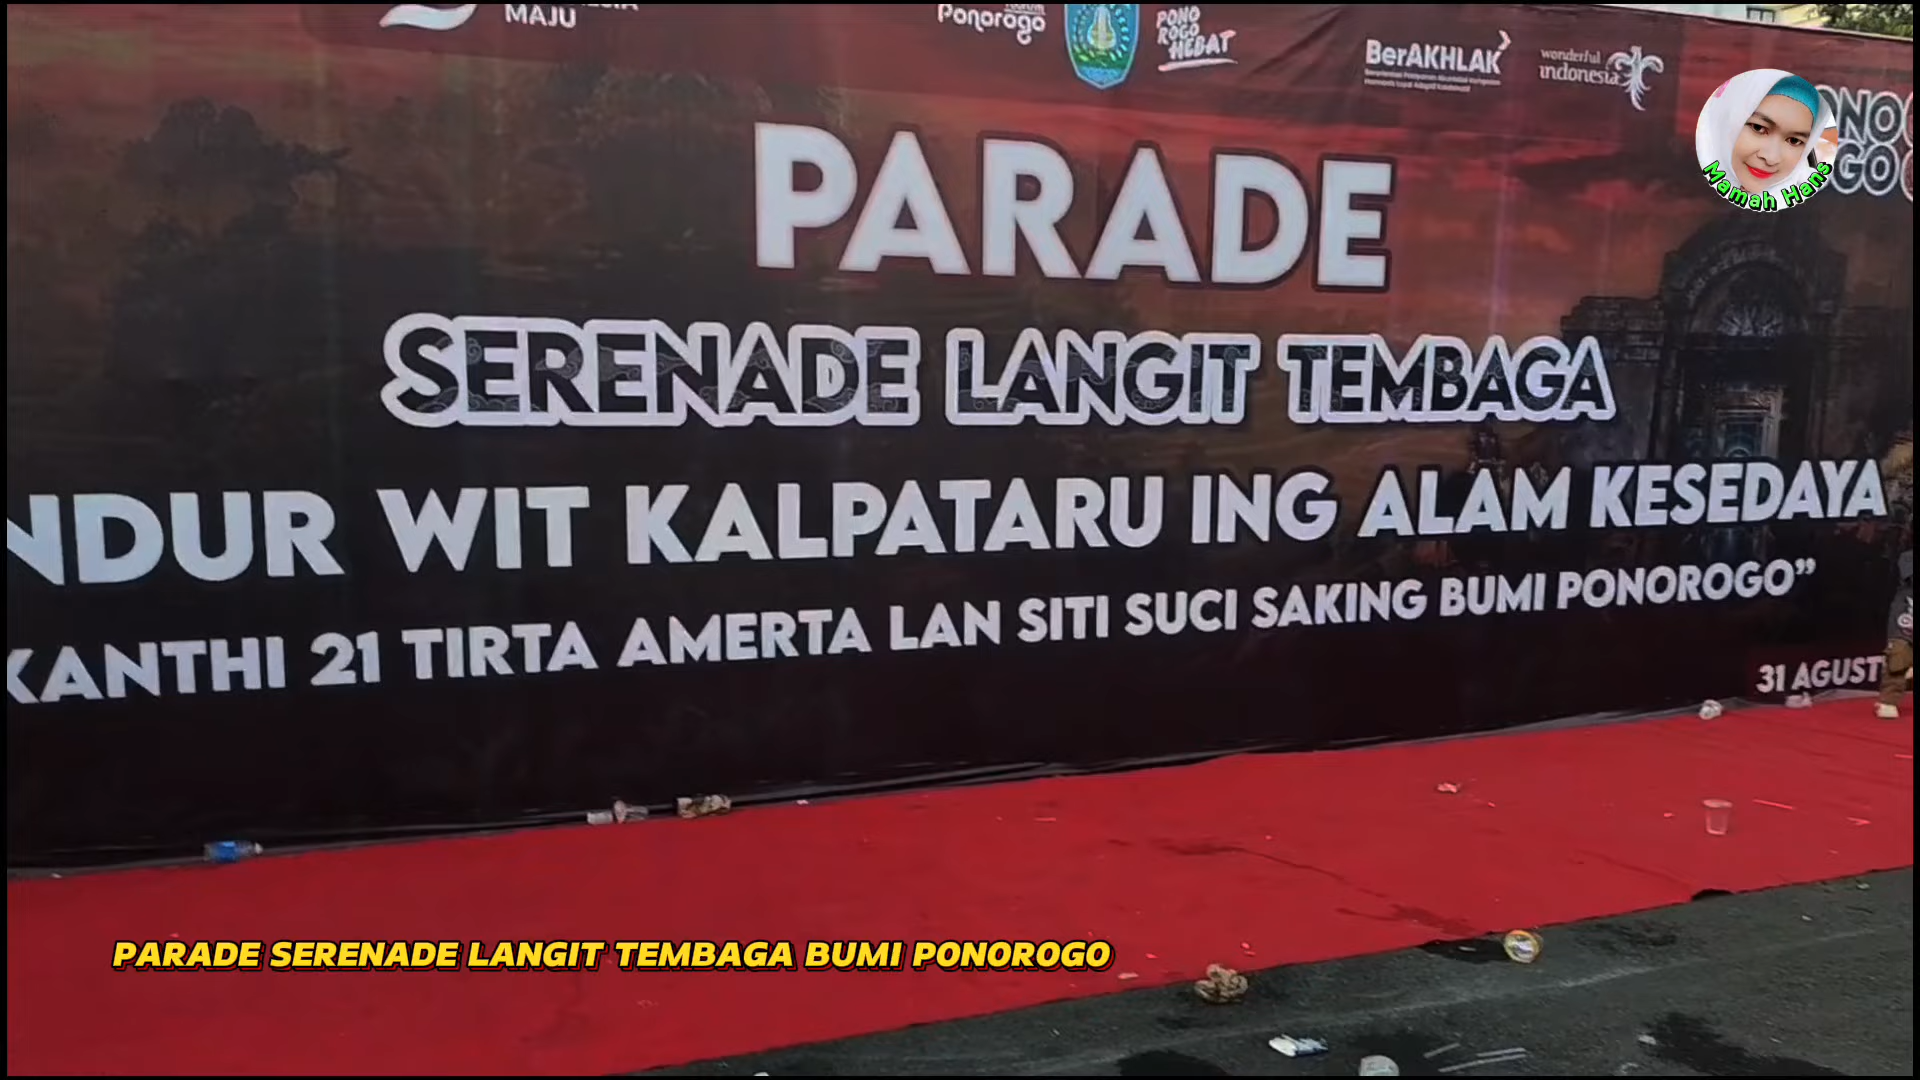 MAJU
Ponorogo
PONO
ROGO
HEBAT
BerAKHLAK
wonderful
indonesia
Mamah Hans
PARADE
SERENADE LANGIT TEMBAGA
NDUR WIT KALPATARU ING ALAM KESEDAYA
KANTHI 21 TIRTA AMERTA LAN SITI SUCI SAKING BUMI PONOROGO”
31 AGUST
PARADE SERENADE LANGIT TEMBAGA BUMI PONOROGO